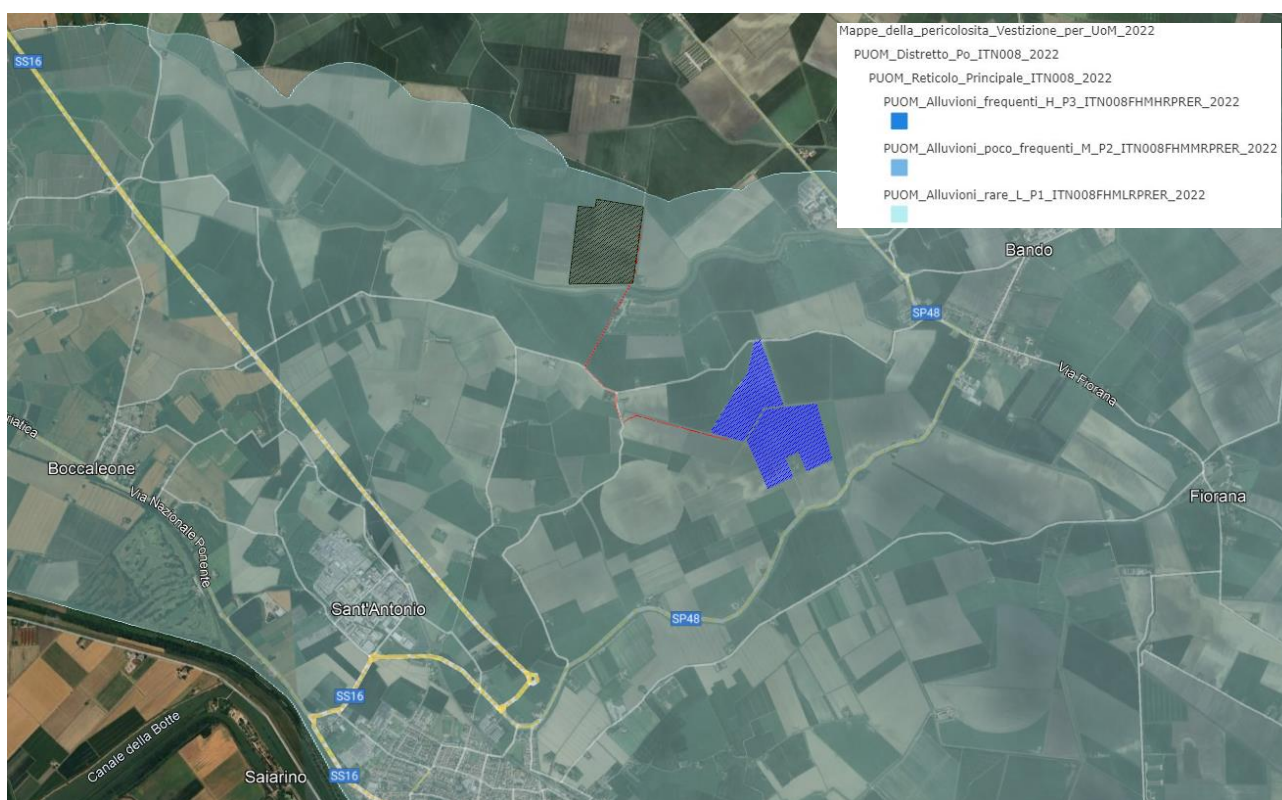 Mappe_della_pericolosita_Vestizione_per_UoM_2022
PUOM_Distretto_Po_ITN008_2022
PUOM_Reticolo_Principale_ITN008_2022
PUOM_Alluvioni_frequenti_H_P3_ITN008FHMHRPRER_2022
PUOM_Alluvioni_poco_frequenti_M_P2_ITN008FHMMRPRER_2022
PUOM_Alluvioni_rare_L_P1_ITN008FHMLRPRER_2022
SS16
Bando
SP48
Via Fiorana
riatica
Boccaleone
Via Nazionale Ponente
Fiorana
Sant'Antonio
SP48
SS16
Canale della Botte
Saiarino
SS16